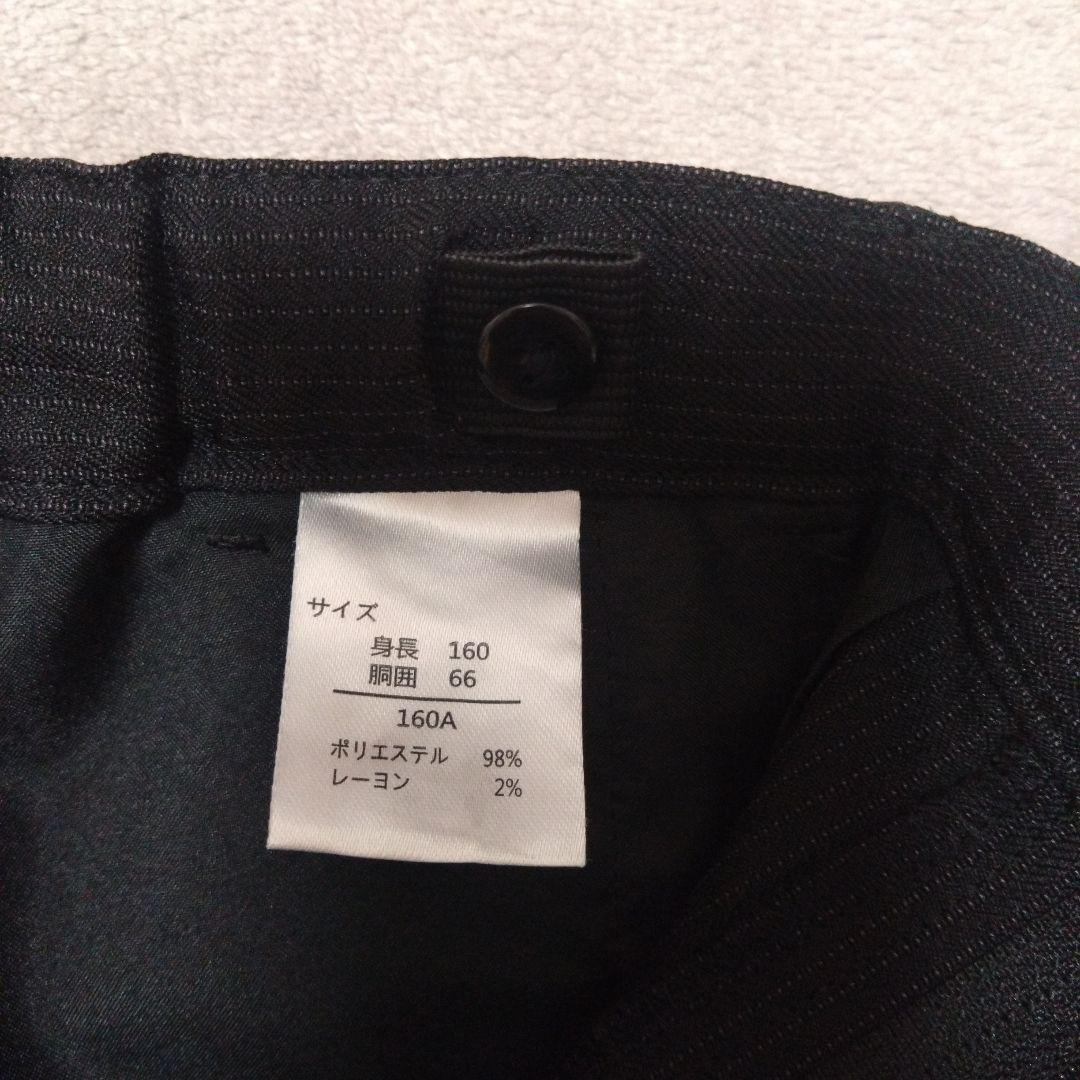 サイズ
身長 160
胴囲 66
160A
ポリエステル 98%
レーヨン 2%